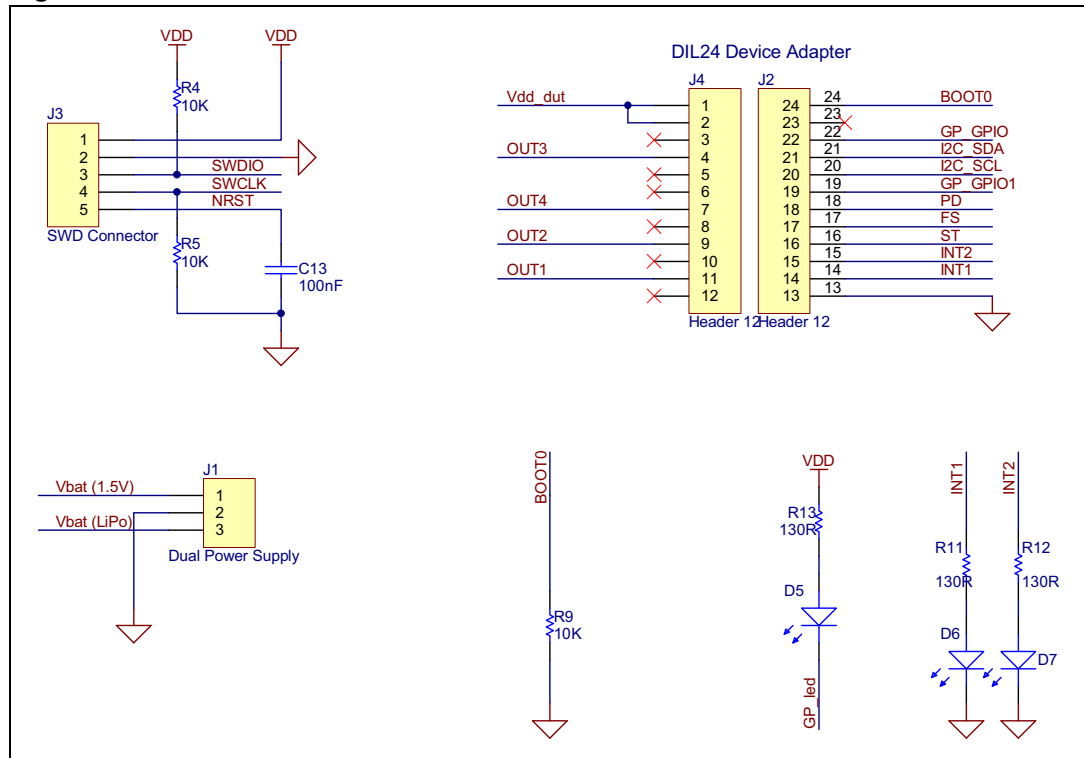 VDD
VDD
R4
10K
J3
1
2
3
4
5
SWDIO
SWCLK
NRST
SWD Connector
R5
10K
C13
100nF
DIL24 Device Adapter
J4
J2
Vdd_dut
OUT3
OUT4
OUT2
OUT1
1
2
3
4
5
6
7
8
9
10
11
12
24
23
22
21
20
19
18
17
16
15
14
13
24
23
22
21
20
19
18
17
16
15
14
13
BOOT0
GP_GPIO
I2C_SDA
I2C_SCL
GP_GPIO1
PD
FS
ST
INT2
INT1
Header 12
Header 12
J1
Vbat (1.5V)
Vbat (LiPo)
1
2
3
Dual Power Supply
BOOT0
R9
10K
VDD
R13
130R
D5
GP_led
INT1
INT2
R11
130R
R12
130R
D6
D7